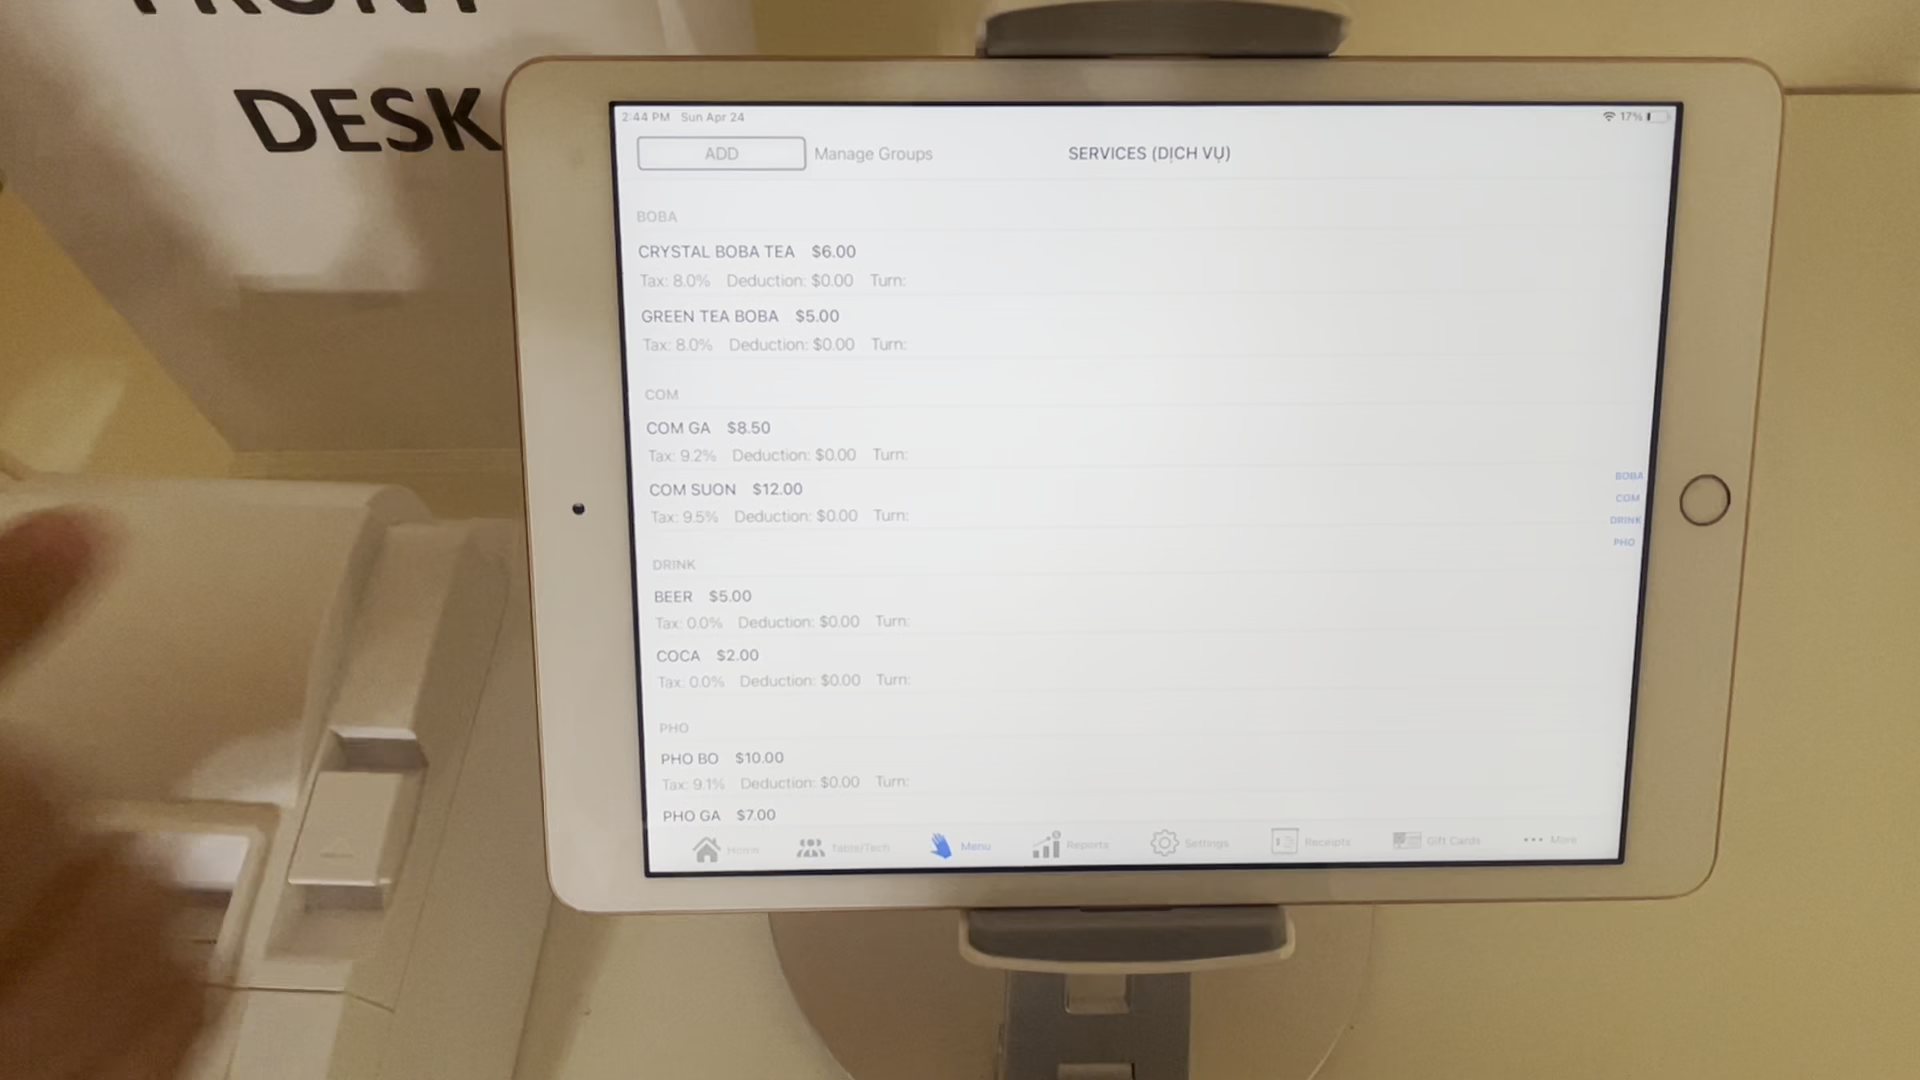 FRONT
DESK
2:44 PM Sun Apr 24
17%
ADD Manage Groups SERVICES (DỊCH VỤ)
BOBA
CRYSTAL BOBA TEA $6.00
Tax: 8.0% Deduction: $0.00 Turn:
GREEN TEA BOBA $5.00
Tax: 8.0% Deduction: $0.00 Turn:
COM
COM GA $8.50
Tax: 9.2% Deduction: $0.00 Turn:
COM SUON $12.00
Tax: 9.5% Deduction: $0.00 Turn:
DRINK
BEER $5.00
Tax: 0.0% Deduction: $0.00 Turn:
COCA $2.00
Tax: 0.0% Deduction: $0.00 Turn:
PHO
PHO BO $10.00
Tax: 9.1% Deduction: $0.00 Turn:
PHO GA $7.00
BOBA
COM
DRINK
PHO
Home Table/Tech Menu Reports Settings Receipts Gift Cards More